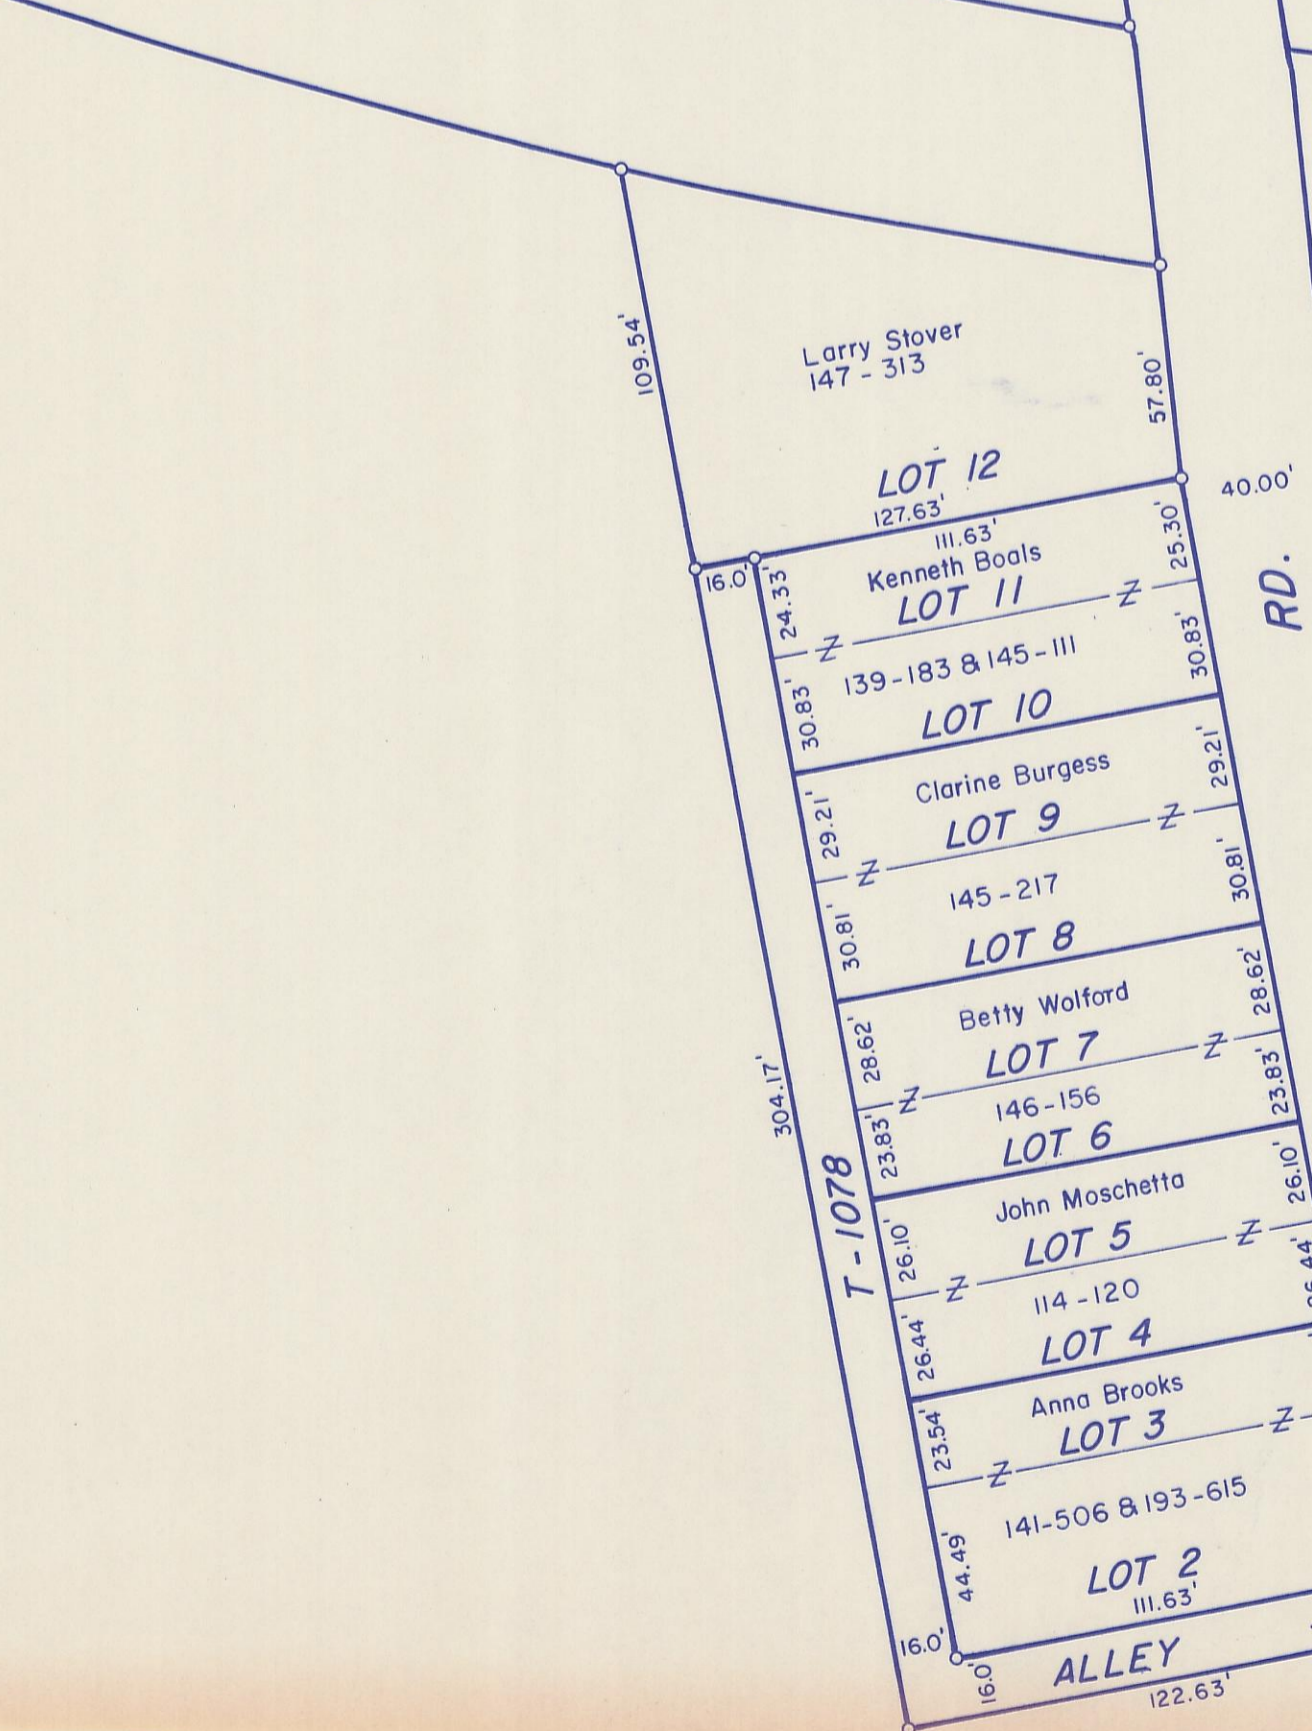 109.54'
Larry Stover
147 - 313
57.80'
LOT 12
127.63'
40.00'
111.63'
16.0'
24.33'
Kenneth Boals
25.30'
LOT 11
RD.
Z Z
30.83'
139-183 & 145-111
30.83'
LOT 10
29.21'
Clarine Burgess
29.21'
LOT 9
Z Z
30.81'
145-217
30.81'
LOT 8
28.62'
Betty Wolford
28.62'
LOT 7
Z Z
304.17'
23.83'
146-156
23.83'
LOT 6
T-1078
26.10'
John Moschetta
26.10'
LOT 5
Z Z
26.44'
114-120
LOT 4
23.54'
Anna Brooks
LOT 3
Z Z
141-506 & 193-615
44.49'
LOT 2
111.63'
16.0'
16.0'
ALLEY
122.63'